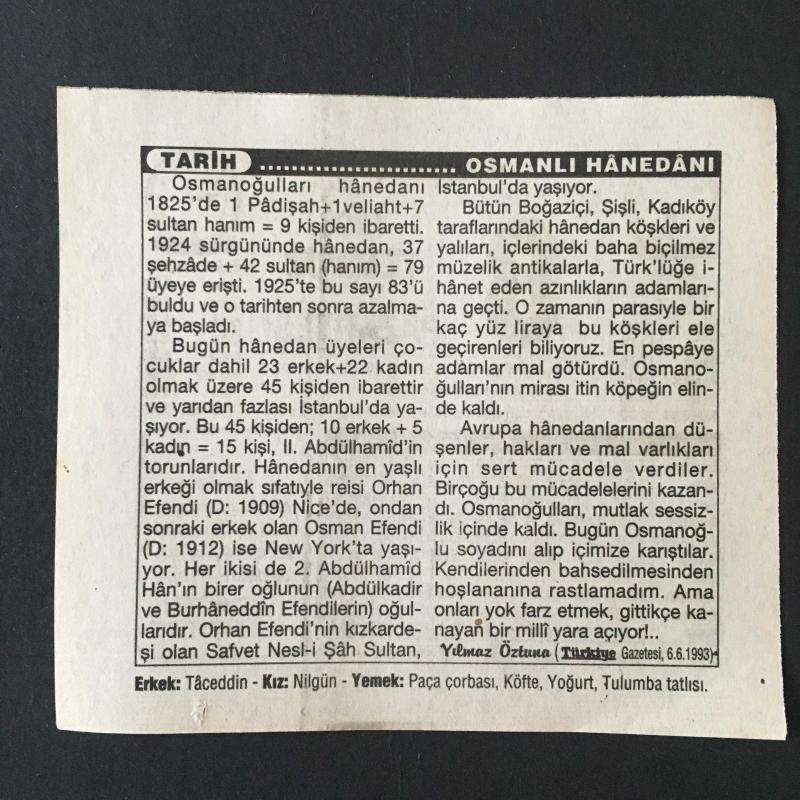 TARİH ........................ OSMANLI HÂNEDÂNI
Osmanoğulları hânedanı
1825'de 1 Pâdişah+1veliaht+7
sultan hanım = 9 kişiden ibaretti.
1924 sürgününde hânedan, 37
şehzâde + 42 sultan (hanım) = 79
üyeye erişti. 1925'te bu sayı 83'ü
buldu ve o tarihten sonra azalma-
ya başladı.
Bugün hânedan üyeleri ço-
cuklar dahil 23 erkek+22 kadın
olmak üzere 45 kişiden ibarettir
ve yarıdan fazlası İstanbul'da ya-
şıyor. Bu 45 kişiden; 10 erkek + 5
kadın = 15 kişi, II. Abdülhamîd'in
torunlarıdır. Hânedanın en yaşlı
erkeği olmak sıfatıyle reisi Orhan
Efendi (D: 1909) Nice'de, ondan
sonraki erkek olan Osman Efendi
(D: 1912) ise New York'ta yaşı-
yor. Her ikisi de 2. Abdülhamîd
Hân'ın birer oğlunun (Abdülkadir
ve Burhâneddîn Efendilerin) oğul-
larıdır. Orhan Efendi'nin kızkarde-
şi olan Safvet Nesl-i Şâh Sultan,
İstanbul'da yaşıyor.
Bütün Boğaziçi, Şişli, Kadıköy
taraflarındaki hânedan köşkleri ve
yalıları, içlerindeki baha biçilmez
müzelik antikalarla, Türk'lüğe i-
hânet eden azınlıkların adamları-
na geçti. O zamanın parasıyle bir
kaç yüz liraya bu köşkleri ele
geçirenleri biliyoruz. En pespâye
adamlar mal götürdü. Osmano-
ğulları'nın mirası itin köpeğin elin-
de kaldı.
Avrupa hânedanlarından dü-
şenler, hakları ve mal varlıkları
için sert mücadele verdiler.
Birçoğu bu mücadelelerini kazan-
dı. Osmanoğulları, mutlak sessiz-
lik içinde kaldı. Bugün Osmanoğ-
lu soyadını alıp içimize karıştılar.
Kendilerinden bahsedilmesinden
hoşlananına rastlamadım. Ama
onları yok farz etmek, gittikçe ka-
nayan bir millî yara açıyor!..
Yılmaz Öztuna (Türkiye Gazetesi, 6.6.1993)
Erkek: Tâceddin - Kız: Nilgün - Yemek: Paça çorbası, Köfte, Yoğurt, Tulumba tatlısı.